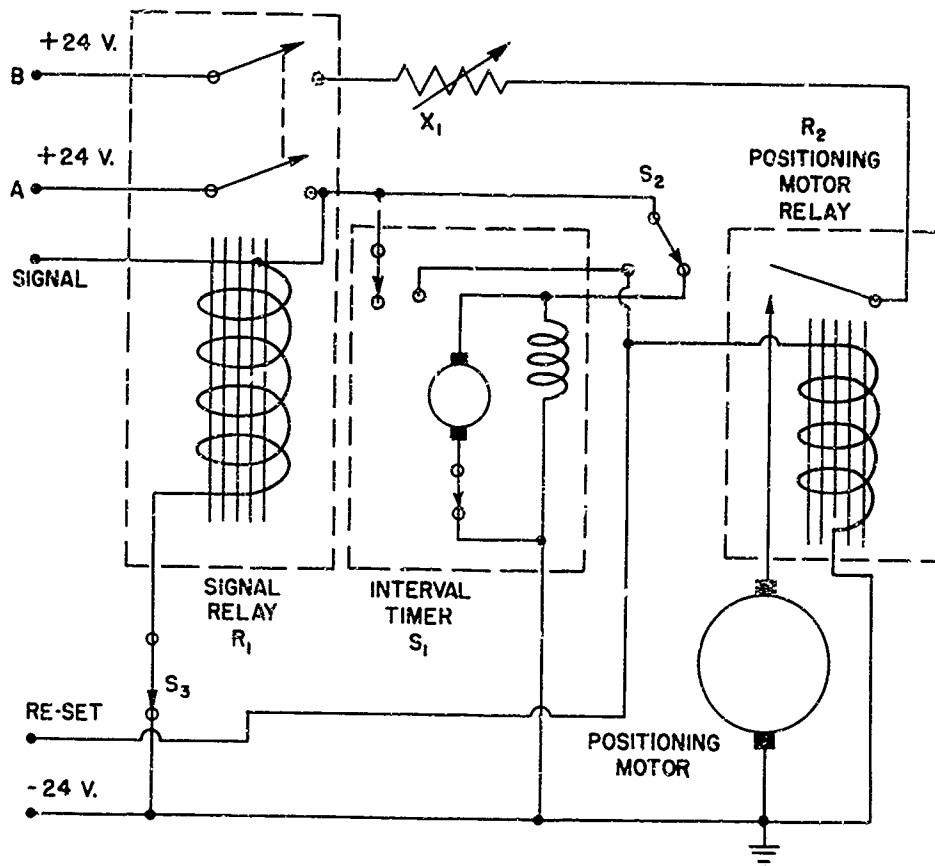 +24 V.
B
X1
+24 V.
A
SIGNAL
S2
R2
POSITIONING
MOTOR
RELAY
SIGNAL
RELAY
R1
INTERVAL
TIMER
S1
S3
RE-SET
POSITIONING
MOTOR
-24 V.